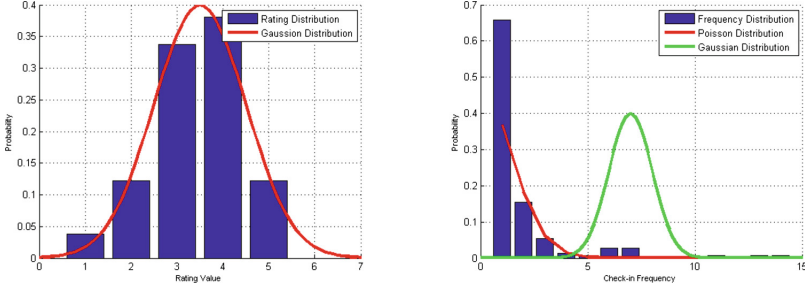 0.4
0.35
0.3
0.25
0.2
0.15
0.1
0.05
0
Probability
0 1 2 3 4 5 6 7
Rating Value
Rating Distribution
Gaussion Distribution
0.7
0.6
0.5
0.4
0.3
0.2
0.1
0
Probability
0 5 10 15
Check-in Frequency
Frequency Distribution
Poisson Distribution
Gaussian Distribution